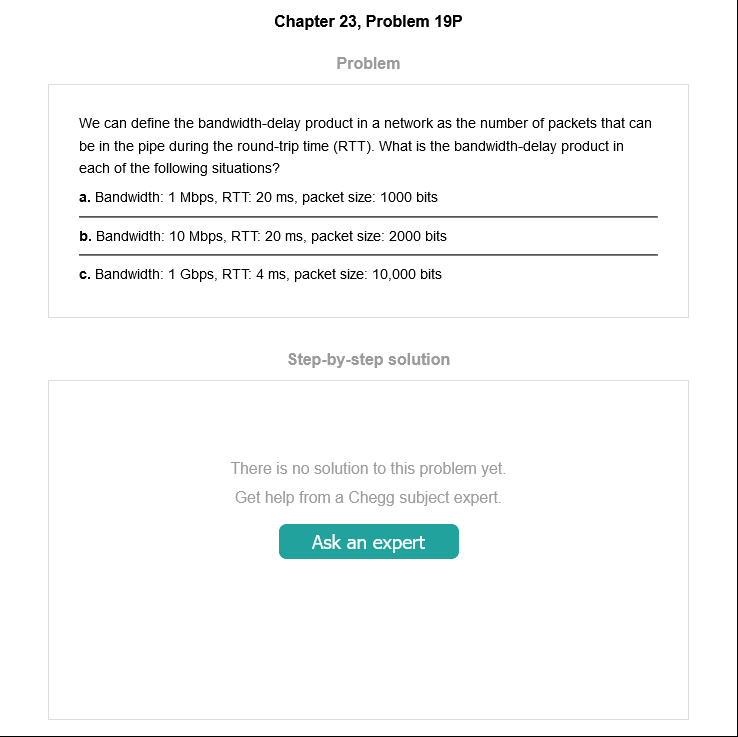 Chapter 23, Problem 19P
Problem
We can define the bandwidth-delay product in a network as the number of packets that can
be in the pipe during the round-trip time (RTT). What is the bandwidth-delay product in
each of the following situations?
a. Bandwidth: 1 Mbps, RTT: 20 ms, packet size: 1000 bits
b. Bandwidth: 10 Mbps, RTT: 20 ms, packet size: 2000 bits
c. Bandwidth: 1 Gbps, RTT: 4 ms, packet size: 10,000 bits
Step-by-step solution
There is no solution to this problem yet.
Get help from a Chegg subject expert.
Ask an expert